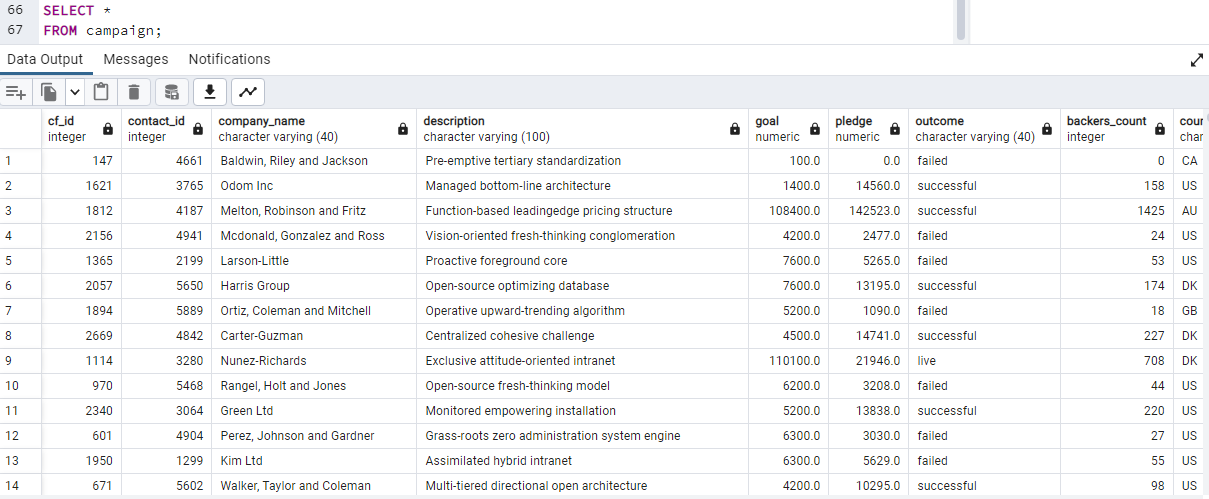 66 SELECT *
67 FROM campaign;
Data Output Messages Notifications
cf_id contact_id company_name description goal pledge outcome backers_count cour
integer integer character varying (40) character varying (100) numeric numeric character varying (40) integer char
1 147 4661 Baldwin, Riley and Jackson Pre-emptive tertiary standardization 100.0 0.0 failed 0 CA
2 1621 3765 Odom Inc Managed bottom-line architecture 1400.0 14560.0 successful 158 US
3 1812 4187 Melton, Robinson and Fritz Function-based leadingedge pricing structure 108400.0 142523.0 successful 1425 AU
4 2156 4941 Mcdonald, Gonzalez and Ross Vision-oriented fresh-thinking conglomeration 4200.0 2477.0 failed 24 US
5 1365 2199 Larson-Little Proactive foreground core 7600.0 5265.0 failed 53 US
6 2057 5650 Harris Group Open-source optimizing database 7600.0 13195.0 successful 174 DK
7 1894 5889 Ortiz, Coleman and Mitchell Operative upward-trending algorithm 5200.0 1090.0 failed 18 GB
8 2669 4842 Carter-Guzman Centralized cohesive challenge 4500.0 14741.0 successful 227 DK
9 1114 3280 Nunez-Richards Exclusive attitude-oriented intranet 110100.0 21946.0 live 708 DK
10 970 5468 Rangel, Holt and Jones Open-source fresh-thinking model 6200.0 3208.0 failed 44 US
11 2340 3064 Green Ltd Monitored empowering installation 5200.0 13838.0 successful 220 US
12 601 4904 Perez, Johnson and Gardner Grass-roots zero administration system engine 6300.0 3030.0 failed 27 US
13 1950 1299 Kim Ltd Assimilated hybrid intranet 6300.0 5629.0 failed 55 US
14 671 5602 Walker, Taylor and Coleman Multi-tiered directional open architecture 4200.0 10295.0 successful 98 US